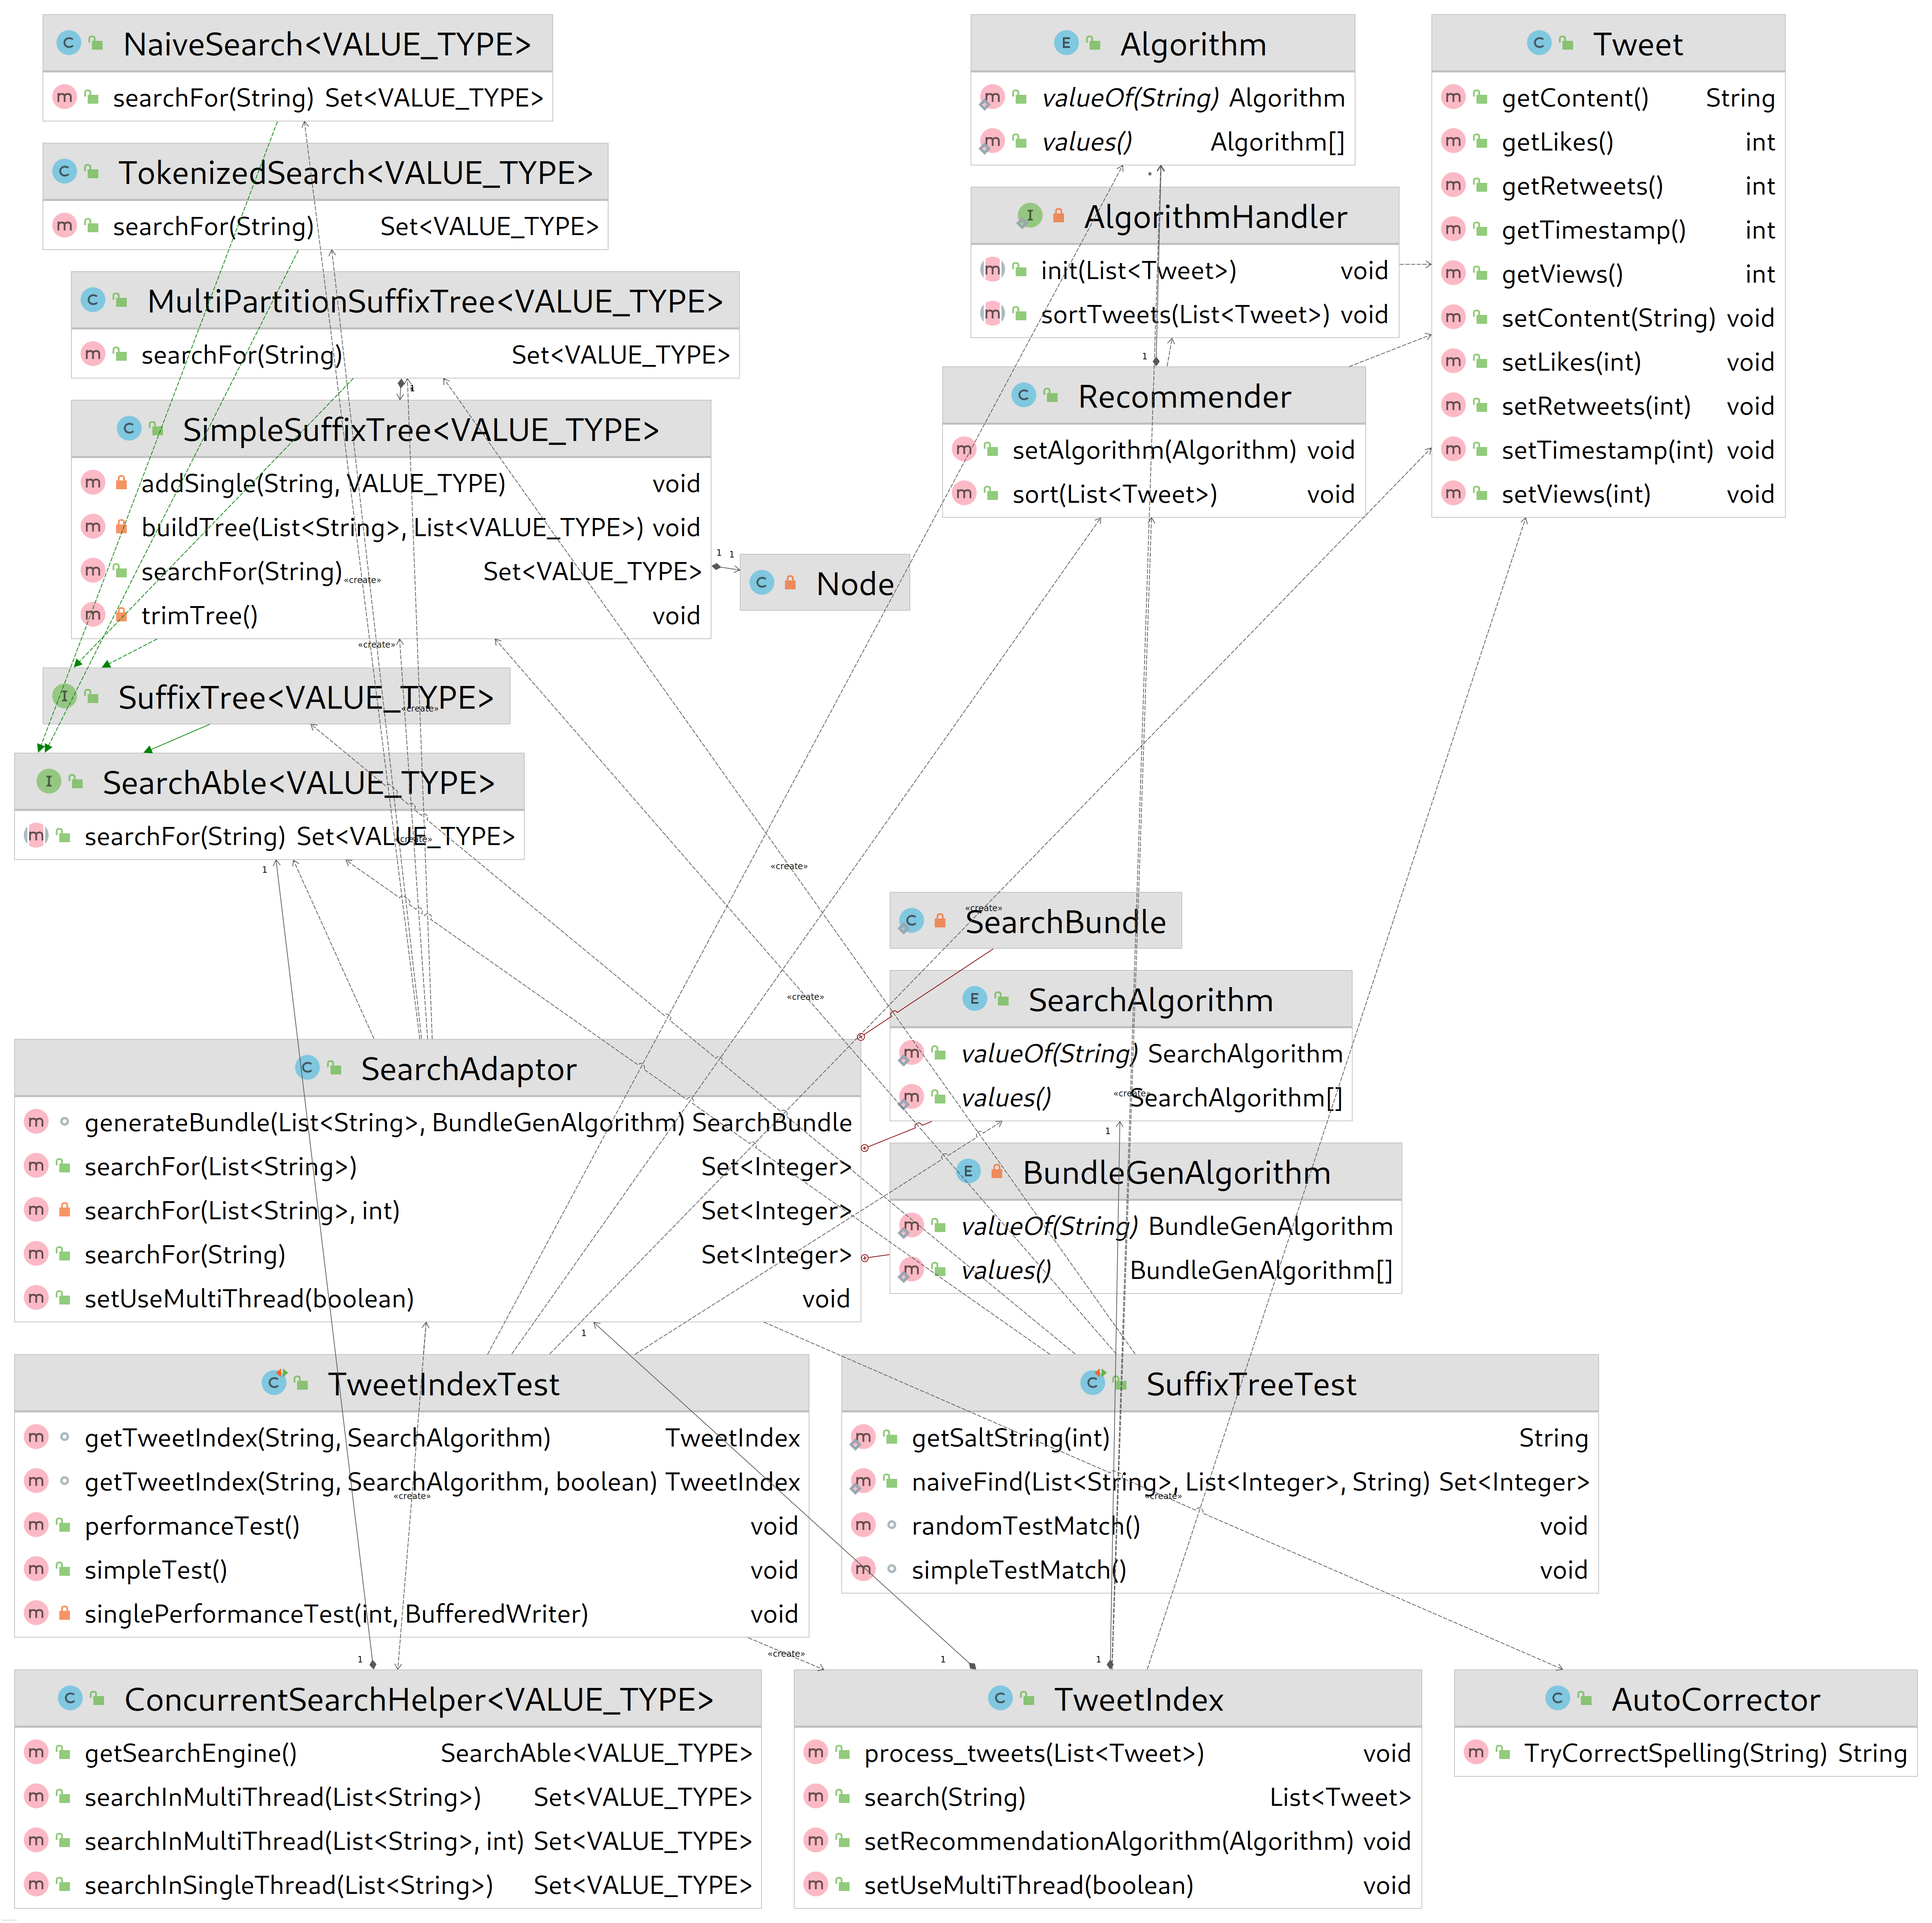 NaiveSearch<VALUE_TYPE>
searchFor(String) Set<VALUE_TYPE>
TokenizedSearch<VALUE_TYPE>
searchFor(String) Set<VALUE_TYPE>
MultiPartitionSuffixTree<VALUE_TYPE>
searchFor(String) Set<VALUE_TYPE>
1
SimpleSuffixTree<VALUE_TYPE>
addSingle(String, VALUE_TYPE) void
buildTree(List<String>, List<VALUE_TYPE>) void
searchFor(String) Set<VALUE_TYPE>
«create»
trimTree() void
1 1
Node
«create»
SuffixTree<VALUE_TYPE>
«create»
SearchAble<VALUE_TYPE>
searchFor(String) Set<VALUE_TYPE>
«create»
1
Algorithm
valueOf(String) Algorithm
values() Algorithm[]
*
AlgorithmHandler
init(List<Tweet>) void
sortTweets(List<Tweet>) void
1
Recommender
setAlgorithm(Algorithm) void
sort(List<Tweet>) void
Tweet
getContent() String
getLikes() int
getRetweets() int
getTimestamp() int
getViews() int
setContent(String) void
setLikes(int) void
setRetweets(int) void
setTimestamp(int) void
setViews(int) void
«create»
«create»
SearchBundle
«create»
SearchAlgorithm
valueOf(String) SearchAlgorithm
values() SearchAlgorithm[]
«create»
1
BundleGenAlgorithm
valueOf(String) BundleGenAlgorithm
values() BundleGenAlgorithm[]
SearchAdaptor
generateBundle(List<String>, BundleGenAlgorithm) SearchBundle
searchFor(List<String>) Set<Integer>
searchFor(List<String>, int) Set<Integer>
searchFor(String) Set<Integer>
setUseMultiThread(boolean) void
1
TweetIndexTest
getTweetIndex(String, SearchAlgorithm) TweetIndex
getTweetIndex(String, SearchAlgorithm, boolean) TweetIndex
«create»
performanceTest() void
simpleTest() void
singlePerformanceTest(int, BufferedWriter) void
SuffixTreeTest
getSaltString(int) String
naiveFind(List<String>, List<Integer>, String) Set<Integer>
«create»
randomTestMatch() void
simpleTestMatch() void
1
«create»
1
1
ConcurrentSearchHelper<VALUE_TYPE>
getSearchEngine() SearchAble<VALUE_TYPE>
searchInMultiThread(List<String>) Set<VALUE_TYPE>
searchInMultiThread(List<String>, int) Set<VALUE_TYPE>
searchInSingleThread(List<String>) Set<VALUE_TYPE>
TweetIndex
process_tweets(List<Tweet>) void
search(String) List<Tweet>
setRecommendationAlgorithm(Algorithm) void
setUseMultiThread(boolean) void
AutoCorrector
TryCorrectSpelling(String) String